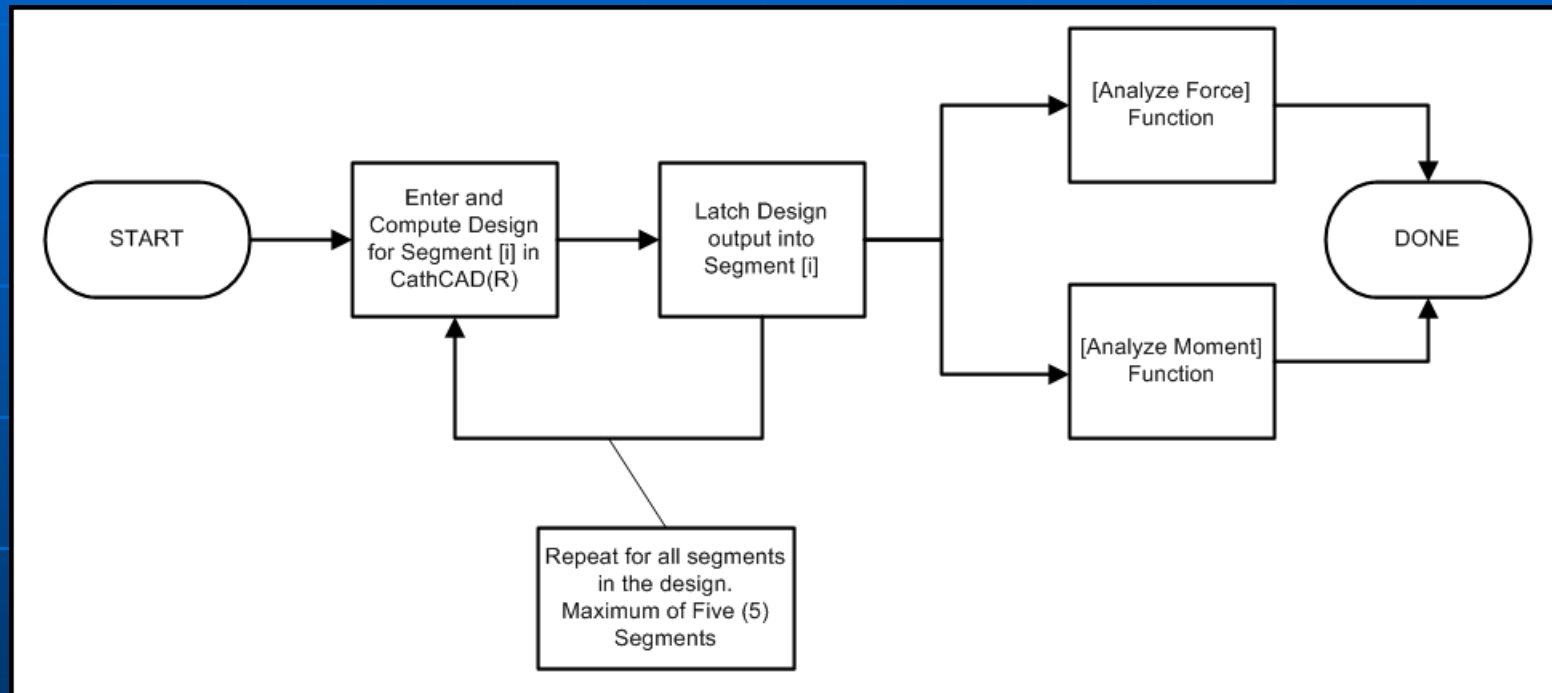 START
Enter and
Compute Design
for Segment [i] in
CathCAD(R)
Latch Design
output into
Segment [i]
[Analyze Force]
Function
[Analyze Moment]
Function
DONE
Repeat for all segments
in the design.
Maximum of Five (5)
Segments